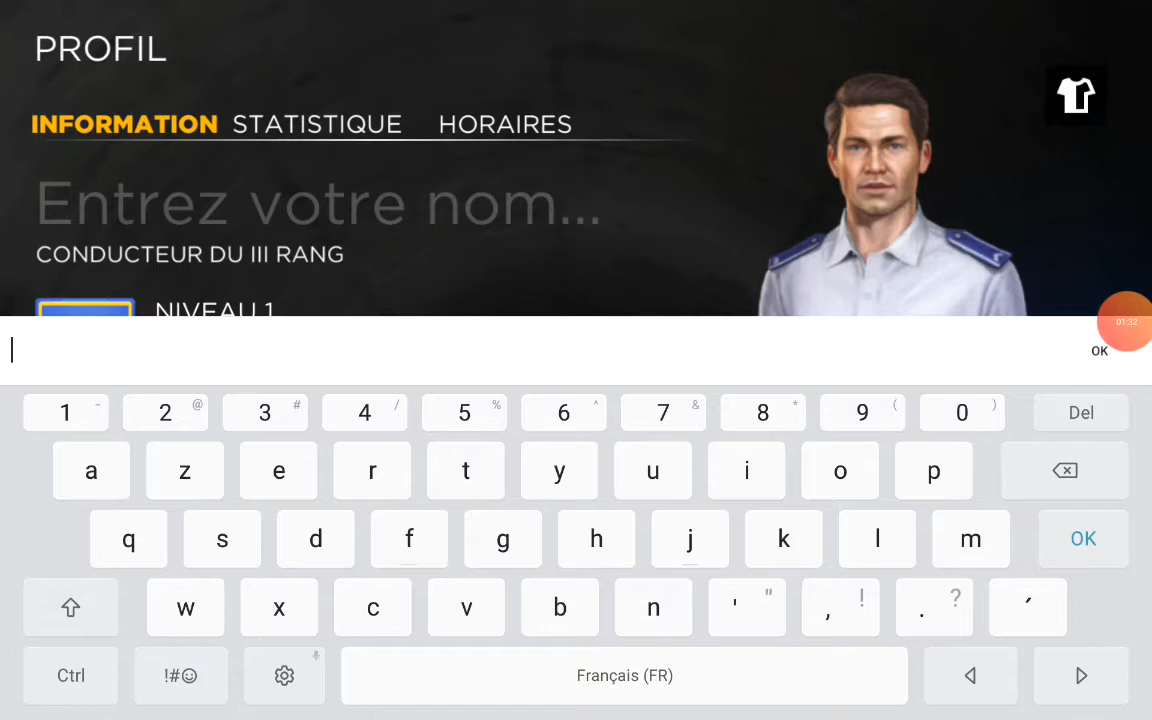 PROFIL
INFORMATION STATISTIQUE HORAIRES
Entrez votre nom...
CONDUCTEUR DU III RANG
NIVEAU 1
01:32
OK
1 - 2 @ 3 # 4 / 5 % 6 ^ 7 & 8 * 9 ( 0 ) Del
a z e r t y u i o p
q s d f g h j k l m OK
w x c v b n ' " , ! . ? ´
Ctrl !#☺ Français (FR)